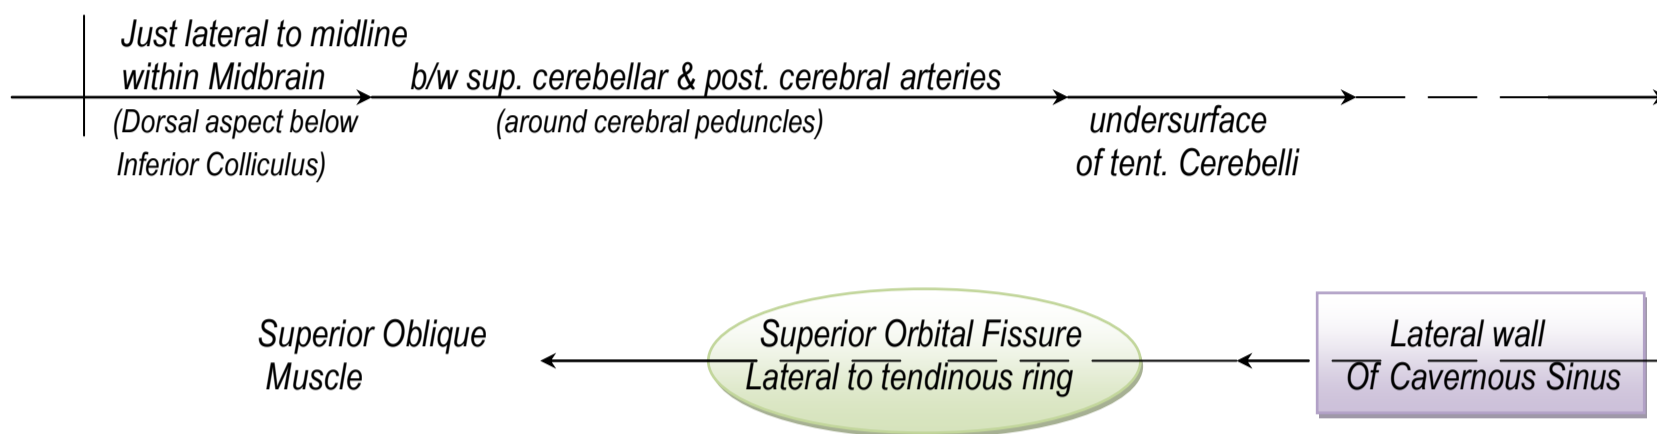 Just lateral to midline
within Midbrain
(Dorsal aspect below
Inferior Colliculus)
b/w sup. cerebellar & post. cerebral arteries
(around cerebral peduncles)
undersurface
of tent. Cerebelli
Lateral wall
Of Cavernous Sinus
Superior Orbital Fissure
Lateral to tendinous ring
Superior Oblique
Muscle